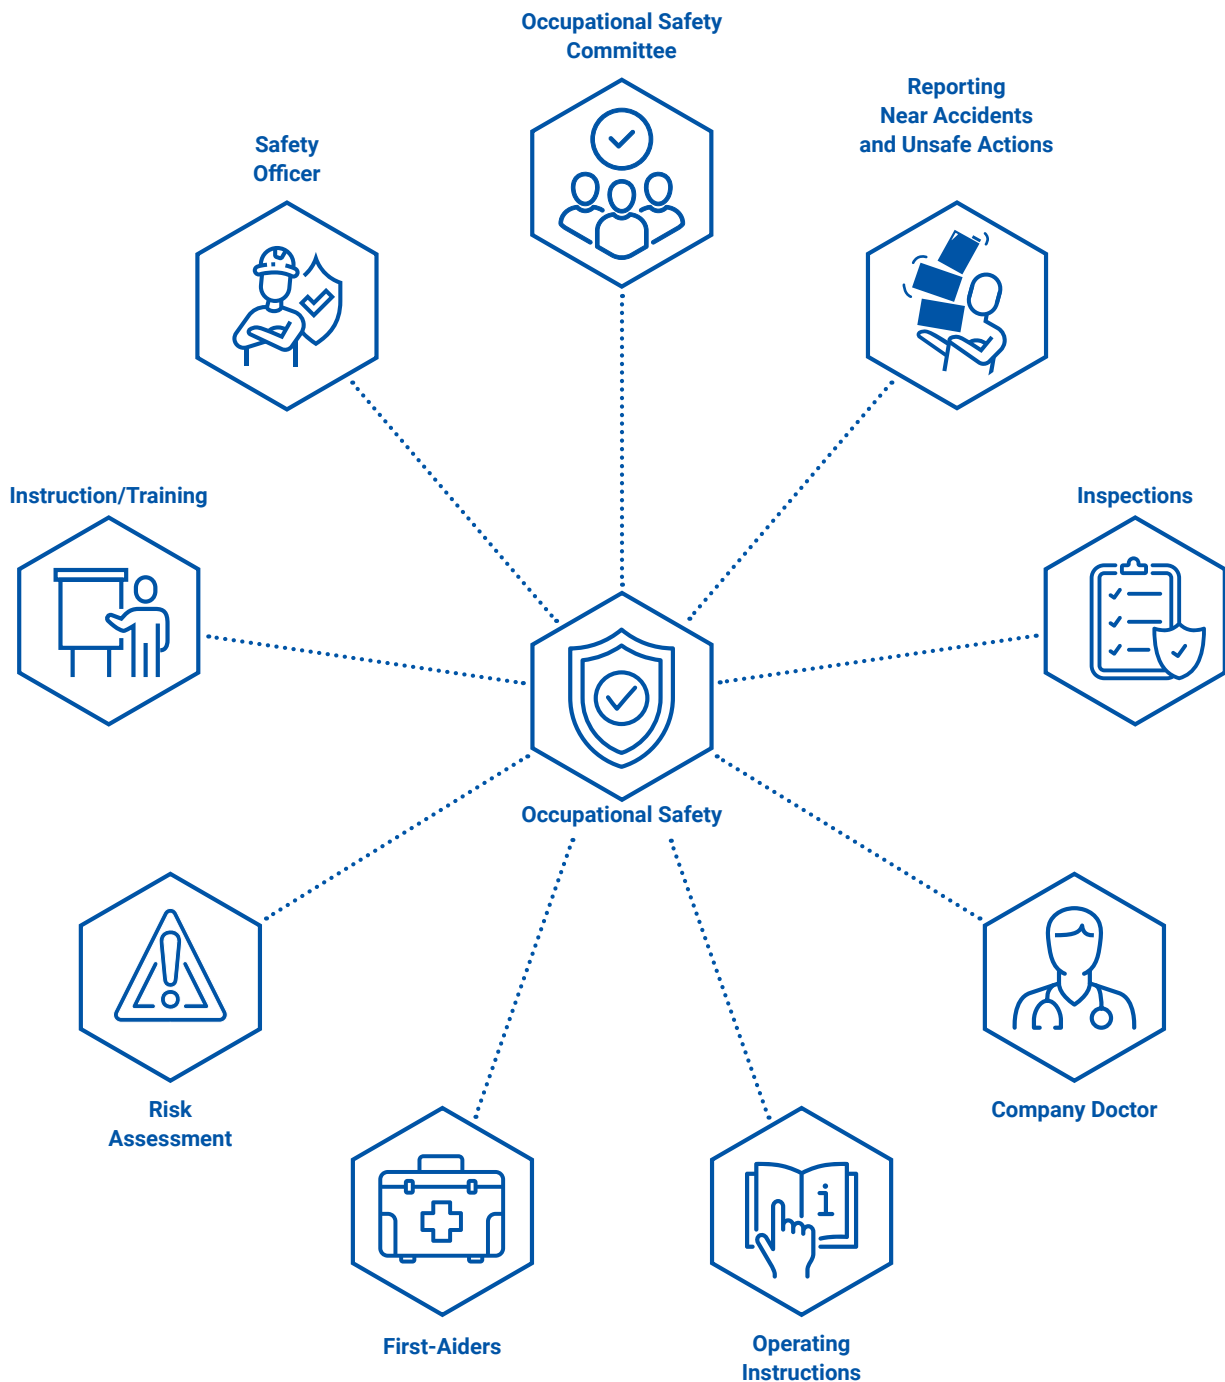 Occupational Safety
Committee
Reporting
Near Accidents
and Unsafe Actions
Safety
Officer
Instruction/Training
Inspections
Occupational Safety
Risk
Assessment
Company Doctor
First-Aiders
Operating
Instructions
i